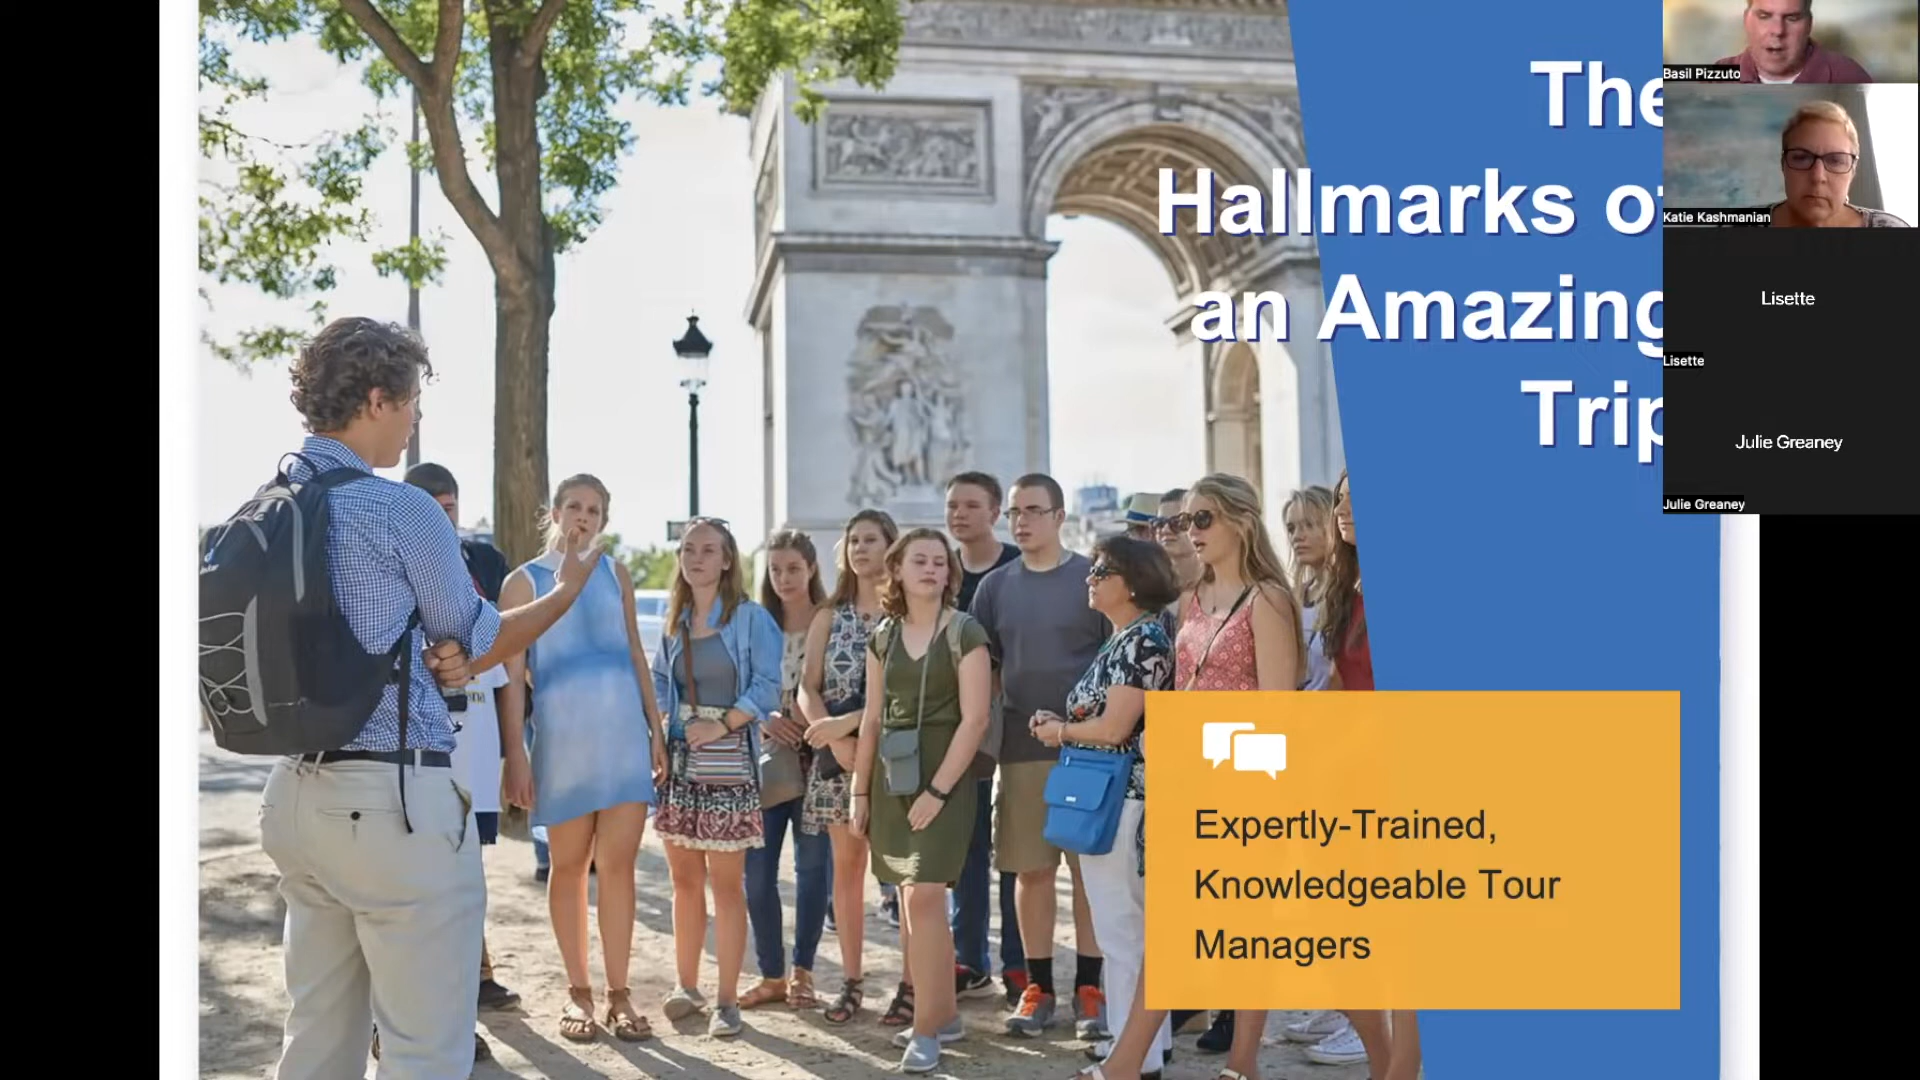 The
Hallmarks of
an Amazing
Trip
Expertly-Trained,
Knowledgeable Tour
Managers
Basil Pizzuto
Katie Kashmanian
Lisette
Lisette
Julie Greaney
Julie Greaney